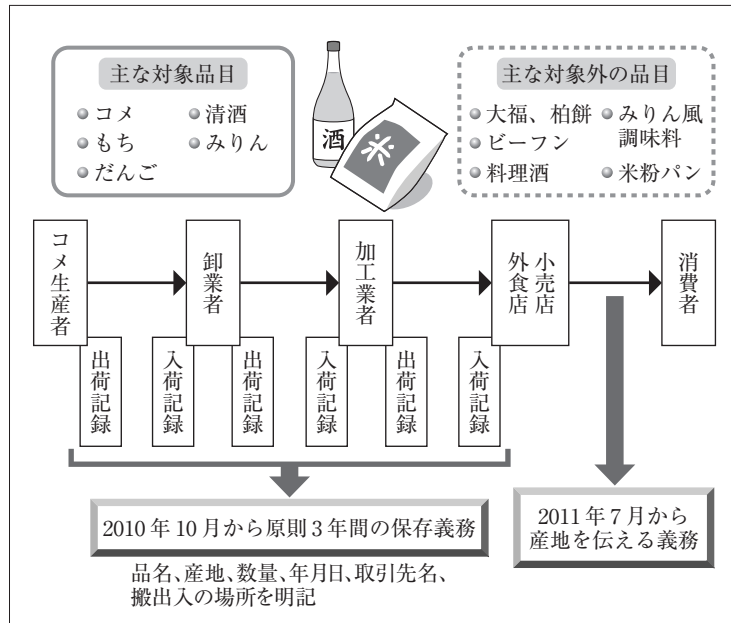 主な対象品目
コメ
清酒
もち
みりん
だんご
酒
米
主な対象外の品目
大福、柏餅
みりん風
調味料
ビーフン
料理酒
米粉パン
コメ生産者
卸業者
加工業者
小売店
外食店
消費者
出荷記録
入荷記録
出荷記録
入荷記録
出荷記録
入荷記録
2010年10月から原則3年間の保存義務
品名、産地、数量、年月日、取引先名、
搬出入の場所を明記
2011年7月から
産地を伝える義務